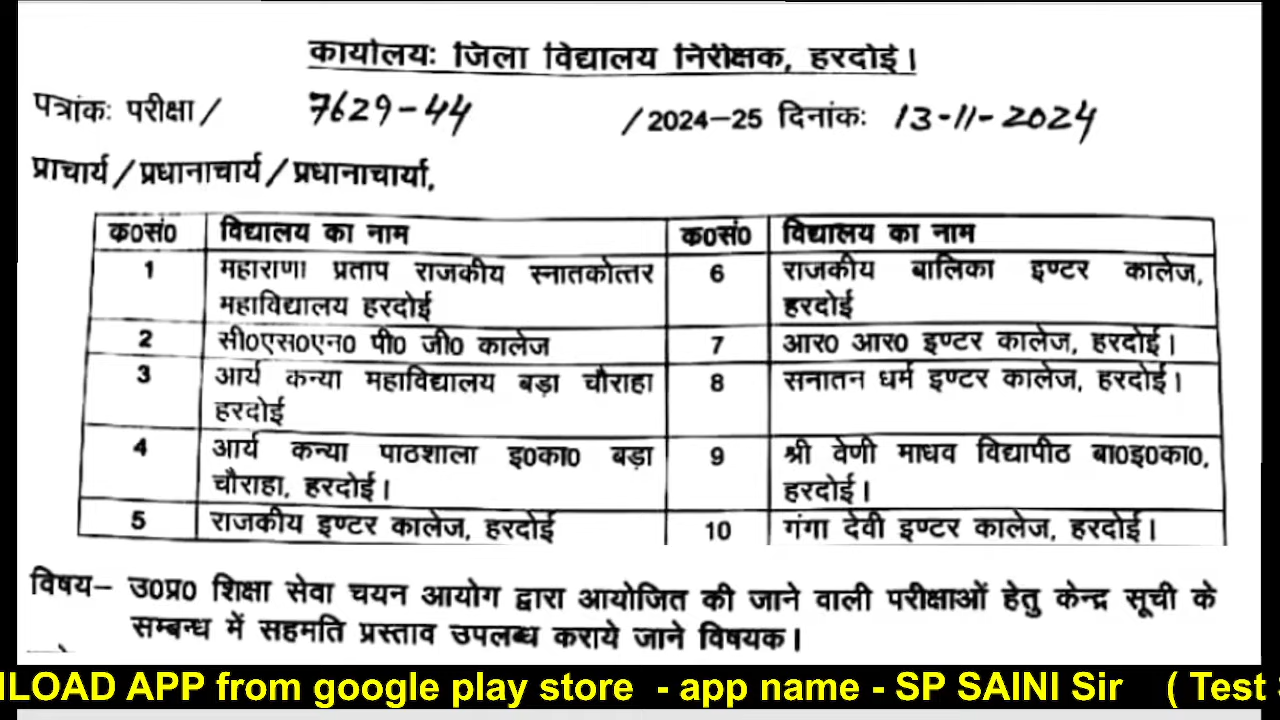 कार्यालयः जिला विद्यालय निरीक्षक, हरदोई।
पत्रांकः परीक्षा / 7629-44 /2024-25 दिनांकः 13-11-2024
प्राचार्य/प्रधानाचार्य/प्रधानाचार्या,
क0सं0 विद्यालय का नाम क0सं0 विद्यालय का नाम
1 महाराणा प्रताप राजकीय स्नातकोत्तर 6 राजकीय बालिका इण्टर कालेज,
महाविद्यालय हरदोई हरदोई
2 सी0एस0एन0 पी0 जी0 कालेज 7 आर0 आर0 इण्टर कालेज, हरदोई।
3 आर्य कन्या महाविद्यालय बड़ा चौराहा 8 सनातन धर्म इण्टर कालेज, हरदोई।
हरदोई
4 आर्य कन्या पाठशाला इ0का0 बड़ा 9 श्री वेणी माधव विद्यापीठ बा0इ0का0,
चौराहा, हरदोई। हरदोई।
5 राजकीय इण्टर कालेज, हरदोई 10 गंगा देवी इण्टर कालेज, हरदोई।
विषय– उ0प्र0 शिक्षा सेवा चयन आयोग द्वारा आयोजित की जाने वाली परीक्षाओं हेतु केन्द्र सूची के
सम्बन्ध में सहमति प्रस्ताव उपलब्ध कराये जाने विषयक।
NLOAD APP from google play store - app name - SP SAINI Sir ( Test